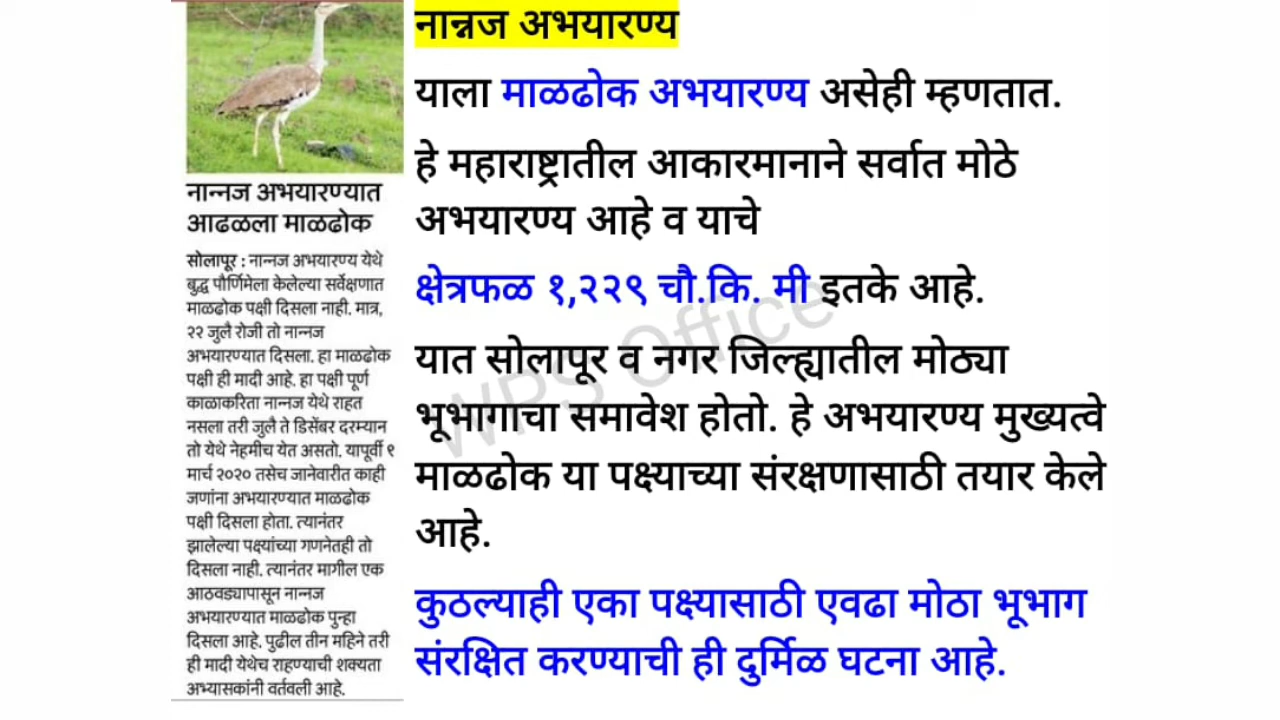 नान्नज अभयारण्यात
आढळला माळढोक
सोलापूर : नान्नज अभयारण्य येथे
बुद्ध पौर्णिमेला केलेल्या सर्वेक्षणात
माळढोक पक्षी दिसला नाही. मात्र,
२२ जुलै रोजी तो नान्नज
अभयारण्यात दिसला. हा माळढोक
पक्षी ही मादी आहे. हा पक्षी पूर्ण
काळाकरिता नान्नज येथे राहत
नसला तरी जुलै ते डिसेंबर दरम्यान
तो येथे नेहमीच येत असतो. यापूर्वी ९
मार्च २०२० तसेच जानेवारीत काही
जणांना अभयारण्यात माळढोक
पक्षी दिसला होता. त्यानंतर
झालेल्या पक्ष्यांच्या गणनेतही तो
दिसला नाही. त्यानंतर मागील एक
आठवड्यापासून नान्नज
अभयारण्यात माळढोक पुन्हा
दिसला आहे. पुढील तीन महिने तरी
ही मादी येथेच राहण्याची शक्यता
अभ्यासकांनी वर्तवली आहे.
नान्नज अभयारण्य
याला माळढोक अभयारण्य असेही म्हणतात.
हे महाराष्ट्रातील आकारमानाने सर्वात मोठे
अभयारण्य आहे व याचे
क्षेत्रफळ १,२२९ चौ.कि. मी इतके आहे.
यात सोलापूर व नगर जिल्ह्यातील मोठ्या
भूभागाचा समावेश होतो. हे अभयारण्य मुख्यत्वे
माळढोक या पक्ष्याच्या संरक्षणासाठी तयार केले
आहे.
कुठल्याही एका पक्ष्यासाठी एवढा मोठा भूभाग
संरक्षित करण्याची ही दुर्मिळ घटना आहे.
WPS Office